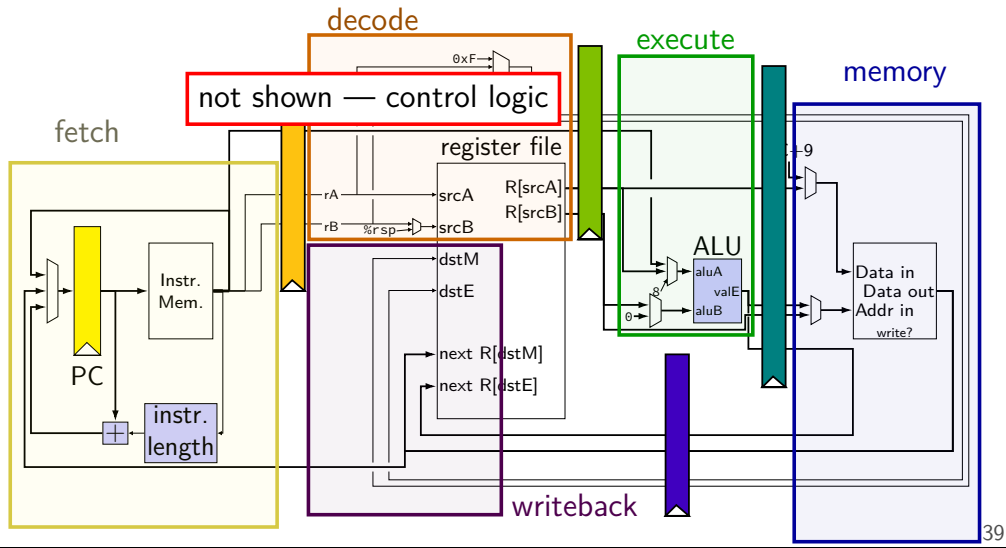 decode
execute
memory
0xF
not shown — control logic
fetch
register file
+9
rA
srcA
R[srcA]
R[srcB]
rB
%rsp
srcB
ALU
dstM
aluA
Instr.
Mem.
Data in
Data out
Addr in
write?
8
valE
dstE
aluB
0
next R[dstM]
PC
next R[dstE]
instr.
length
+
writeback
39